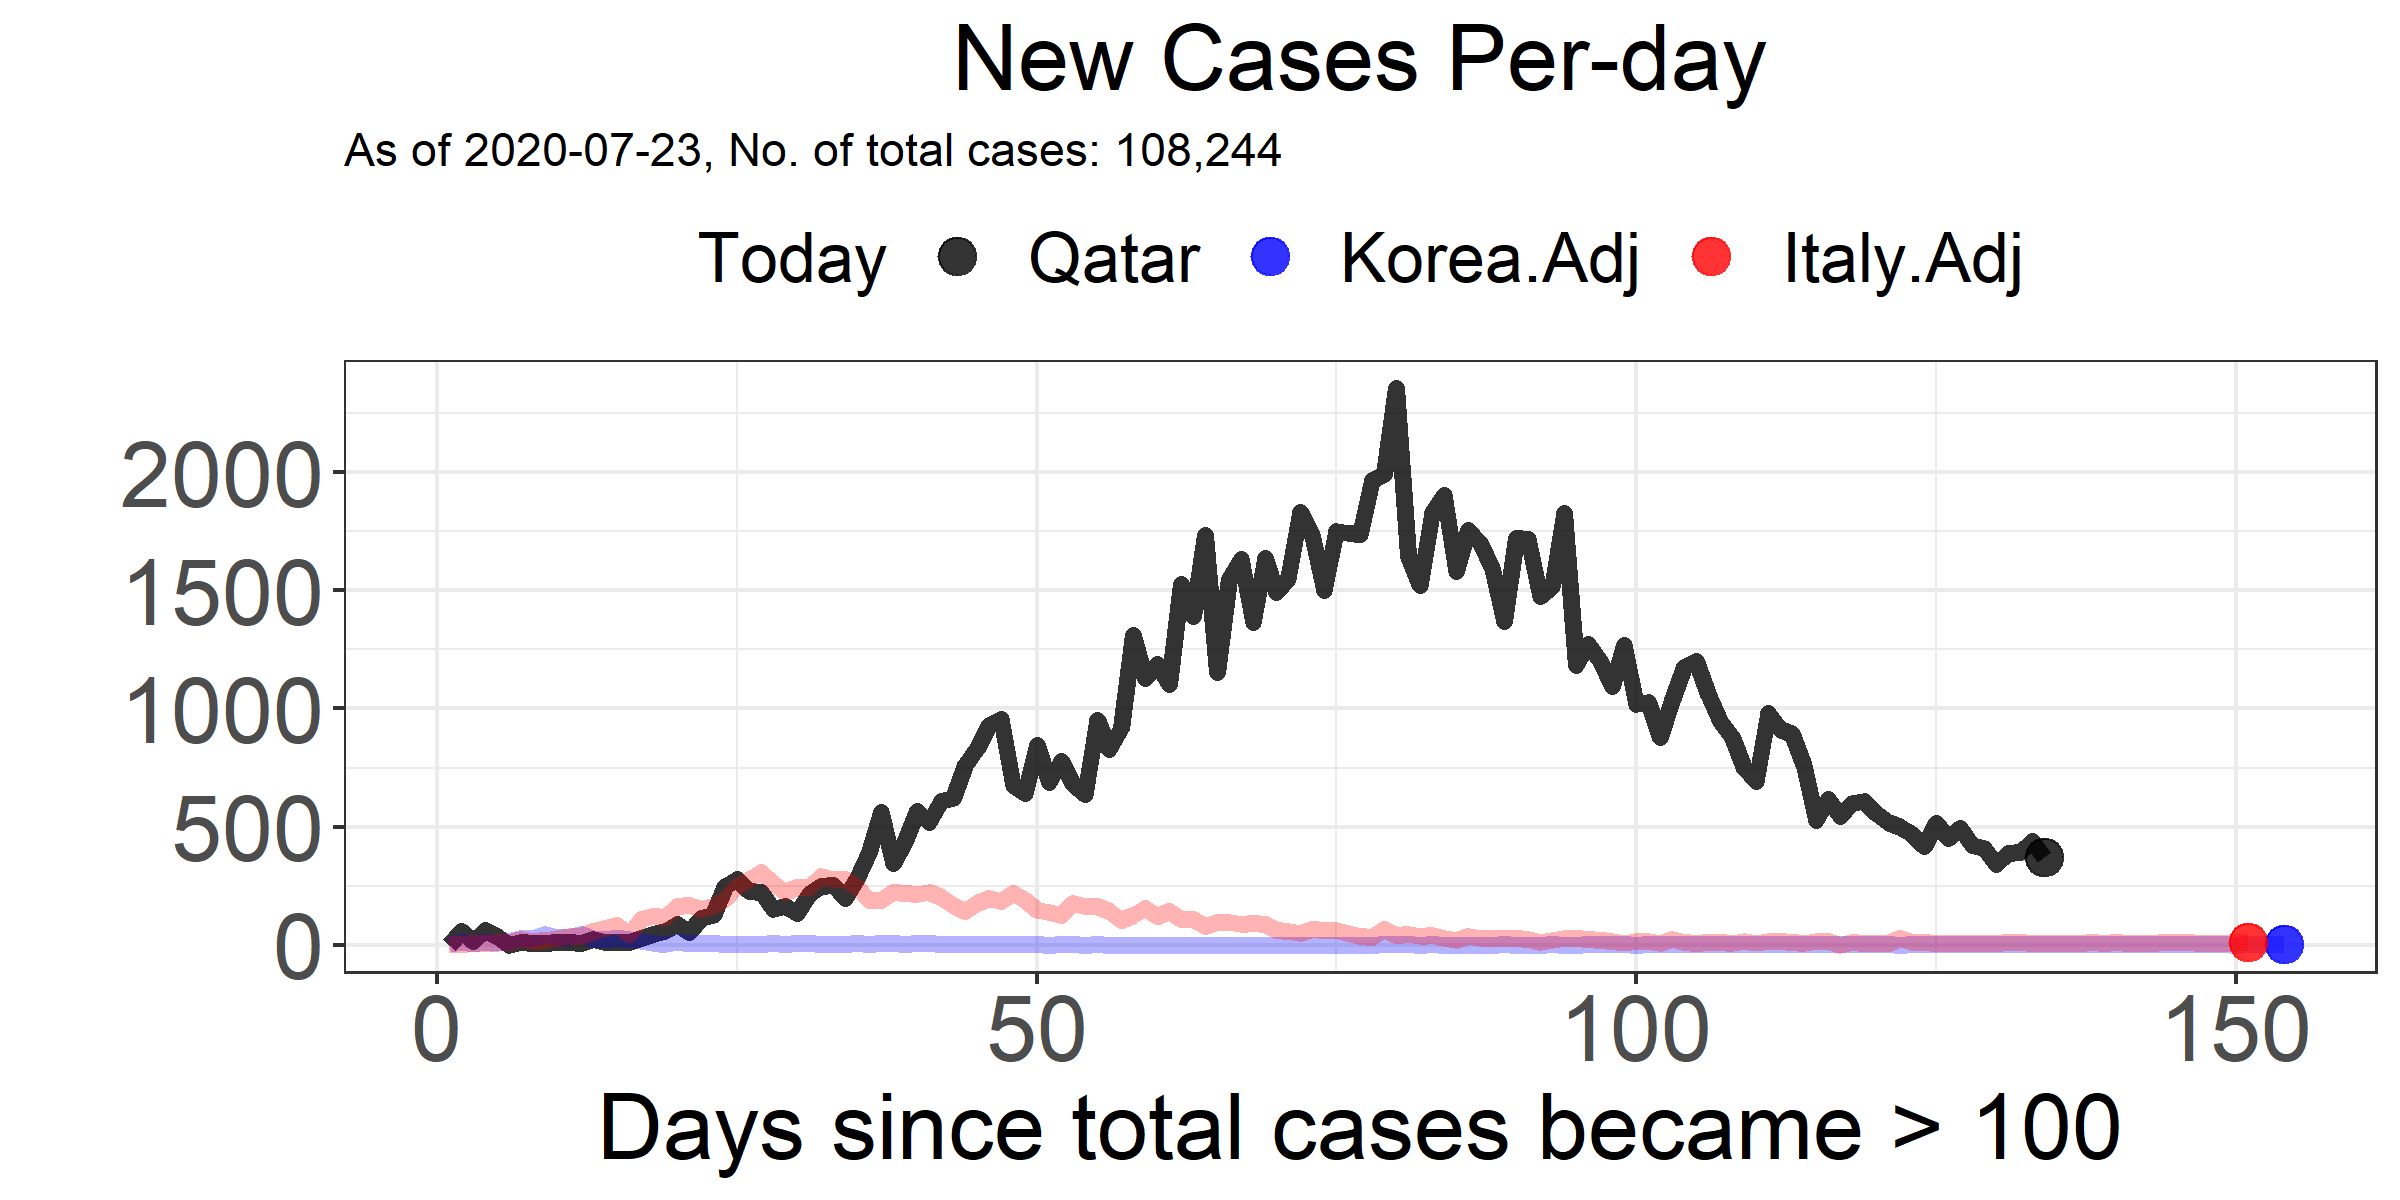 New Cases Per-day
As of 2020-07-23, No. of total cases: 108,244
Today Qatar Korea.Adj Italy.Adj
2000
1500
1000
500
0
0 50 100 150
Days since total cases became > 100